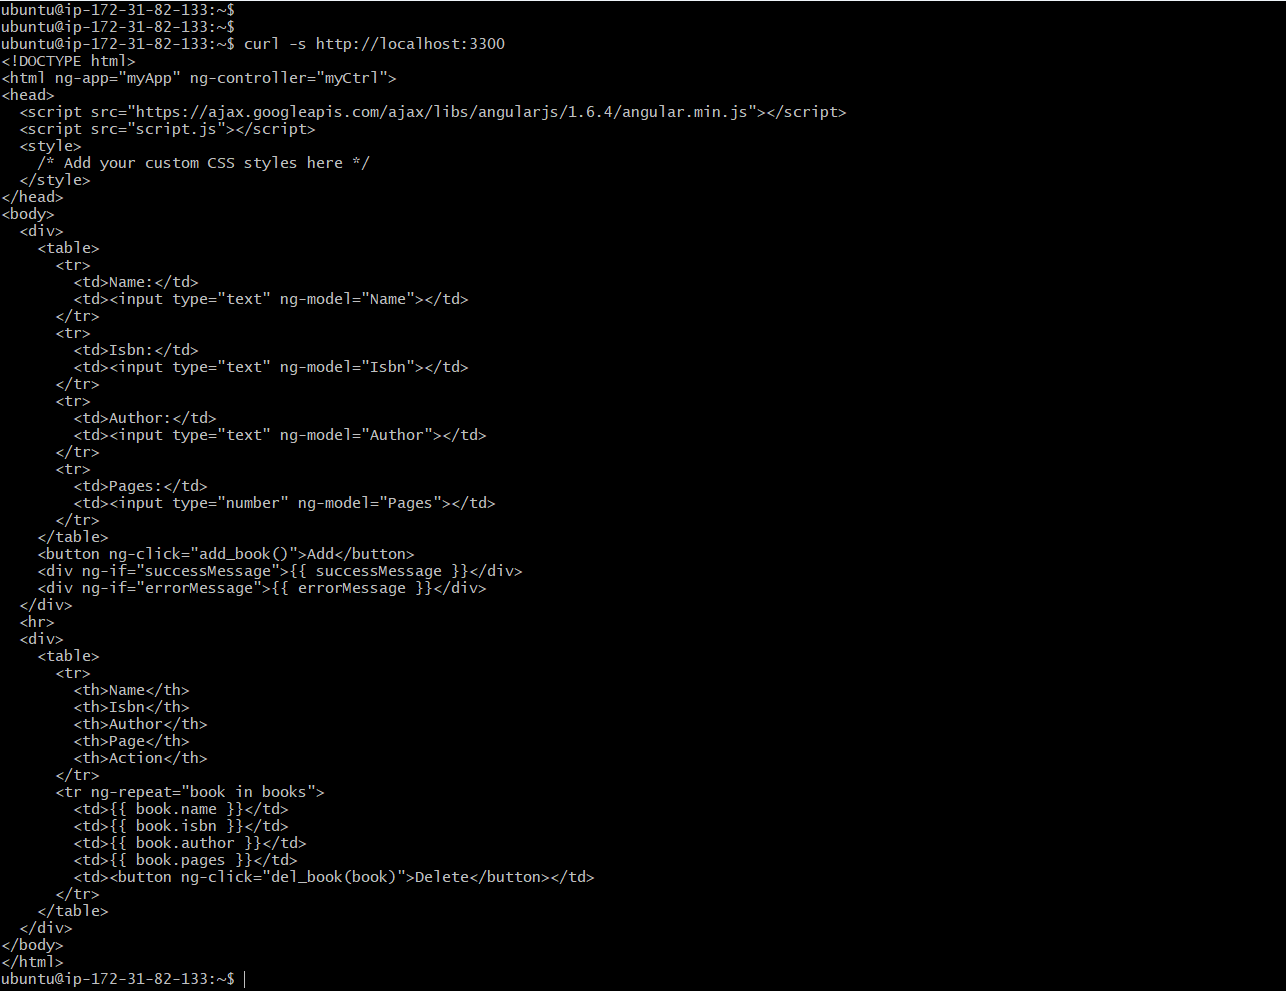 ubuntu@ip-172-31-82-133:~$
ubuntu@ip-172-31-82-133:~$
ubuntu@ip-172-31-82-133:~$ curl -s http://localhost:3300
<!DOCTYPE html>
<html ng-app="myApp" ng-controller="myCtrl">
<head>
  <script src="https://ajax.googleapis.com/ajax/libs/angularjs/1.6.4/angular.min.js"></script>
  <script src="script.js"></script>
  <style>
    /* Add your custom CSS styles here */
  </style>
</head>
<body>
  <div>
    <table>
      <tr>
        <td>Name:</td>
        <td><input type="text" ng-model="Name"></td>
      </tr>
      <tr>
        <td>Isbn:</td>
        <td><input type="text" ng-model="Isbn"></td>
      </tr>
      <tr>
        <td>Author:</td>
        <td><input type="text" ng-model="Author"></td>
      </tr>
      <tr>
        <td>Pages:</td>
        <td><input type="number" ng-model="Pages"></td>
      </tr>
    </table>
    <button ng-click="add_book()">Add</button>
    <div ng-if="successMessage">{{ successMessage }}</div>
    <div ng-if="errorMessage">{{ errorMessage }}</div>
  </div>
  <hr>
  <div>
    <table>
      <tr>
        <th>Name</th>
        <th>Isbn</th>
        <th>Author</th>
        <th>Page</th>
        <th>Action</th>
      </tr>
      <tr ng-repeat="book in books">
        <td>{{ book.name }}</td>
        <td>{{ book.isbn }}</td>
        <td>{{ book.author }}</td>
        <td>{{ book.pages }}</td>
        <td><button ng-click="del_book(book)">Delete</button></td>
      </tr>
    </table>
  </div>
</body>
</html>
ubuntu@ip-172-31-82-133:~$